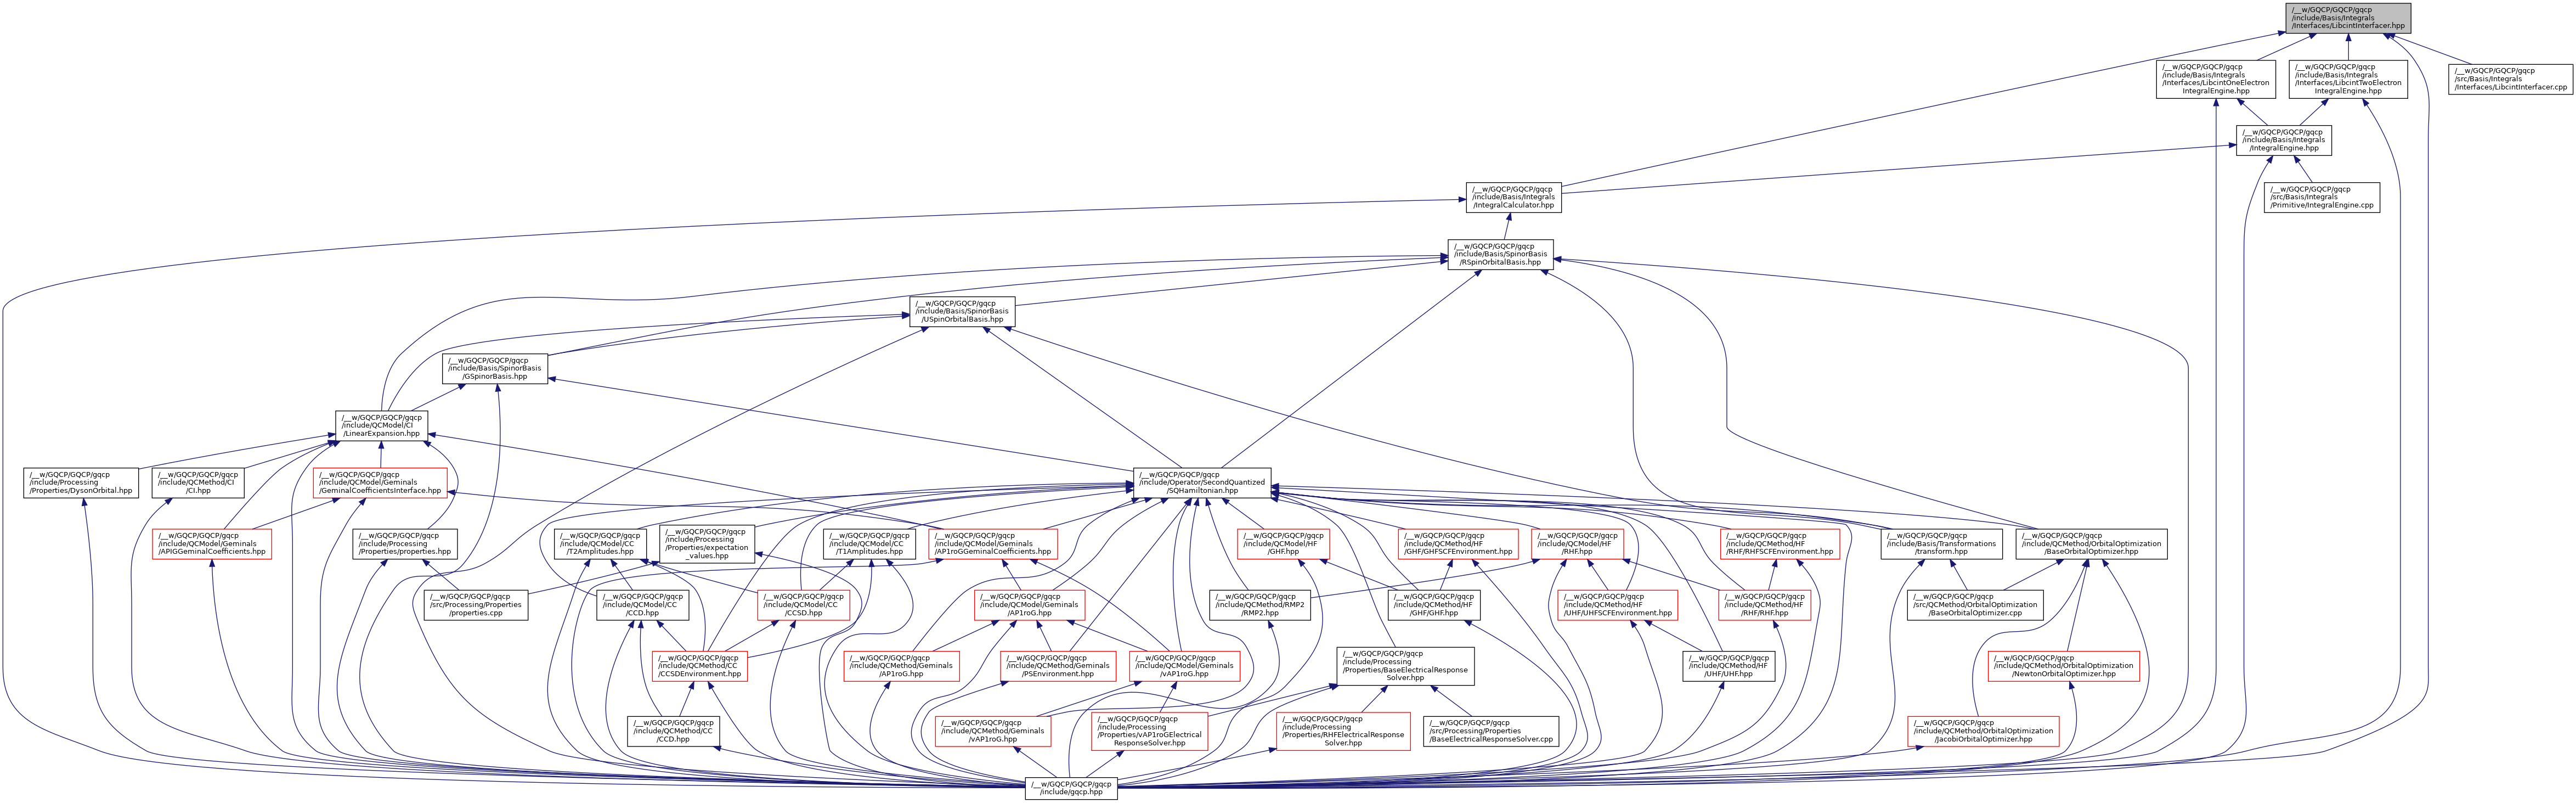 /__w/GQCP/GQCP/gqcp
/include/Basis/Integrals
/Interfaces/LibcintInterfacer.hpp
/__w/GQCP/GQCP/gqcp
/include/Basis/Integrals
/Interfaces/LibcintOneElectron
IntegralEngine.hpp
/__w/GQCP/GQCP/gqcp
/include/Basis/Integrals
/Interfaces/LibcintTwoElectron
IntegralEngine.hpp
/__w/GQCP/GQCP/gqcp
/src/Basis/Integrals
/Interfaces/LibcintInterfacer.cpp
/__w/GQCP/GQCP/gqcp
/include/Basis/Integrals
/IntegralEngine.hpp
/__w/GQCP/GQCP/gqcp
/include/Basis/Integrals
/IntegralCalculator.hpp
/__w/GQCP/GQCP/gqcp
/src/Basis/Integrals
/Primitive/IntegralEngine.cpp
/__w/GQCP/GQCP/gqcp
/include/Basis/SpinorBasis
/RSpinOrbitalBasis.hpp
/__w/GQCP/GQCP/gqcp
/include/Basis/SpinorBasis
/USpinOrbitalBasis.hpp
/__w/GQCP/GQCP/gqcp
/include/Basis/SpinorBasis
/GSpinorBasis.hpp
/__w/GQCP/GQCP/gqcp
/include/QCModel/CI
/LinearExpansion.hpp
/__w/GQCP/GQCP/gqcp
/include/Processing
/Properties/DysonOrbital.hpp
/__w/GQCP/GQCP/gqcp
/include/QCMethod/CI
/CI.hpp
/__w/GQCP/GQCP/gqcp
/include/QCModel/Geminals
/GeminalCoefficientsInterface.hpp
/__w/GQCP/GQCP/gqcp
/include/Operator/SecondQuantized
/SQHamiltonian.hpp
/__w/GQCP/GQCP/gqcp
/include/QCModel/Geminals
/APIGGeminalCoefficients.hpp
/__w/GQCP/GQCP/gqcp
/include/Processing
/Properties/properties.hpp
/__w/GQCP/GQCP/gqcp
/include/QCModel/CC
/T2Amplitudes.hpp
/__w/GQCP/GQCP/gqcp
/include/Processing
/Properties/expectation
_values.hpp
/__w/GQCP/GQCP/gqcp
/include/QCModel/CC
/T1Amplitudes.hpp
/__w/GQCP/GQCP/gqcp
/include/QCModel/Geminals
/AP1roGGeminalCoefficients.hpp
/__w/GQCP/GQCP/gqcp
/include/QCModel/HF
/GHF.hpp
/__w/GQCP/GQCP/gqcp
/include/QCMethod/HF
/GHF/GHFSCFEnvironment.hpp
/__w/GQCP/GQCP/gqcp
/include/QCModel/HF
/RHF.hpp
/__w/GQCP/GQCP/gqcp
/include/QCMethod/HF
/RHF/RHFSCFEnvironment.hpp
/__w/GQCP/GQCP/gqcp
/include/Basis/Transformations
/transform.hpp
/__w/GQCP/GQCP/gqcp
/include/QCMethod/OrbitalOptimization
/BaseOrbitalOptimizer.hpp
/__w/GQCP/GQCP/gqcp
/src/Processing/Properties
/properties.cpp
/__w/GQCP/GQCP/gqcp
/include/QCModel/CC
/CCD.hpp
/__w/GQCP/GQCP/gqcp
/include/QCModel/CC
/CCSD.hpp
/__w/GQCP/GQCP/gqcp
/include/QCModel/Geminals
/AP1roG.hpp
/__w/GQCP/GQCP/gqcp
/include/QCMethod/RMP2
/RMP2.hpp
/__w/GQCP/GQCP/gqcp
/include/QCMethod/HF
/GHF/GHF.hpp
/__w/GQCP/GQCP/gqcp
/include/QCMethod/HF
/UHF/UHFSCFEnvironment.hpp
/__w/GQCP/GQCP/gqcp
/include/QCMethod/HF
/RHF/RHF.hpp
/__w/GQCP/GQCP/gqcp
/src/QCMethod/OrbitalOptimization
/BaseOrbitalOptimizer.cpp
/__w/GQCP/GQCP/gqcp
/include/QCMethod/CC
/CCSDEnvironment.hpp
/__w/GQCP/GQCP/gqcp
/include/QCMethod/Geminals
/AP1roG.hpp
/__w/GQCP/GQCP/gqcp
/include/QCMethod/Geminals
/PSEnvironment.hpp
/__w/GQCP/GQCP/gqcp
/include/QCModel/Geminals
/vAP1roG.hpp
/__w/GQCP/GQCP/gqcp
/include/Processing
/Properties/BaseElectricalResponse
Solver.hpp
/__w/GQCP/GQCP/gqcp
/include/QCMethod/HF
/UHF/UHF.hpp
/__w/GQCP/GQCP/gqcp
/include/QCMethod/OrbitalOptimization
/NewtonOrbitalOptimizer.hpp
/__w/GQCP/GQCP/gqcp
/include/QCMethod/CC
/CCD.hpp
/__w/GQCP/GQCP/gqcp
/include/QCMethod/Geminals
/vAP1roG.hpp
/__w/GQCP/GQCP/gqcp
/include/Processing
/Properties/vAP1roGElectrical
ResponseSolver.hpp
/__w/GQCP/GQCP/gqcp
/include/Processing
/Properties/RHFElectricalResponse
Solver.hpp
/__w/GQCP/GQCP/gqcp
/src/Processing/Properties
/BaseElectricalResponseSolver.cpp
/__w/GQCP/GQCP/gqcp
/include/QCMethod/OrbitalOptimization
/JacobiOrbitalOptimizer.hpp
/__w/GQCP/GQCP/gqcp
/include/gqcp.hpp